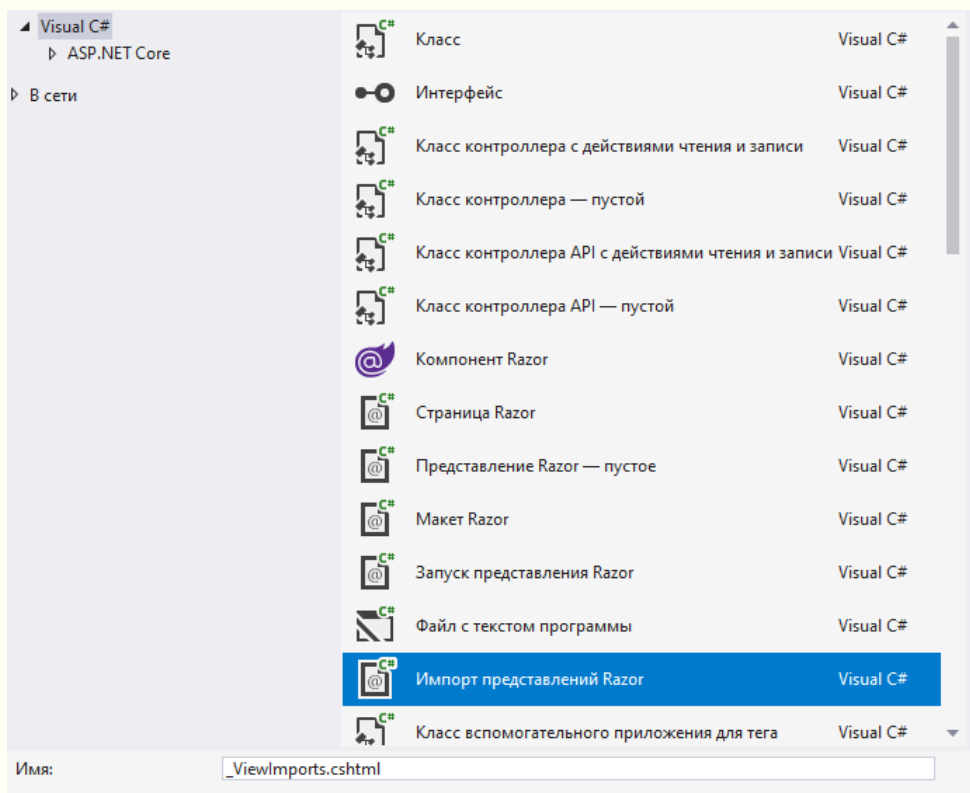 Visual C#
ASP.NET Core
В сети
Класс Visual C#
Интерфейс Visual C#
Класс контроллера с действиями чтения и записи Visual C#
Класс контроллера — пустой Visual C#
Класс контроллера API с действиями чтения и записи Visual C#
Класс контроллера API — пустой Visual C#
Компонент Razor Visual C#
Страница Razor Visual C#
Представление Razor — пустое Visual C#
Макет Razor Visual C#
Запуск представления Razor Visual C#
Файл с текстом программы Visual C#
Импорт представлений Razor Visual C#
Класс вспомогательного приложения для тега Visual C#
Имя: _ViewImports.cshtml